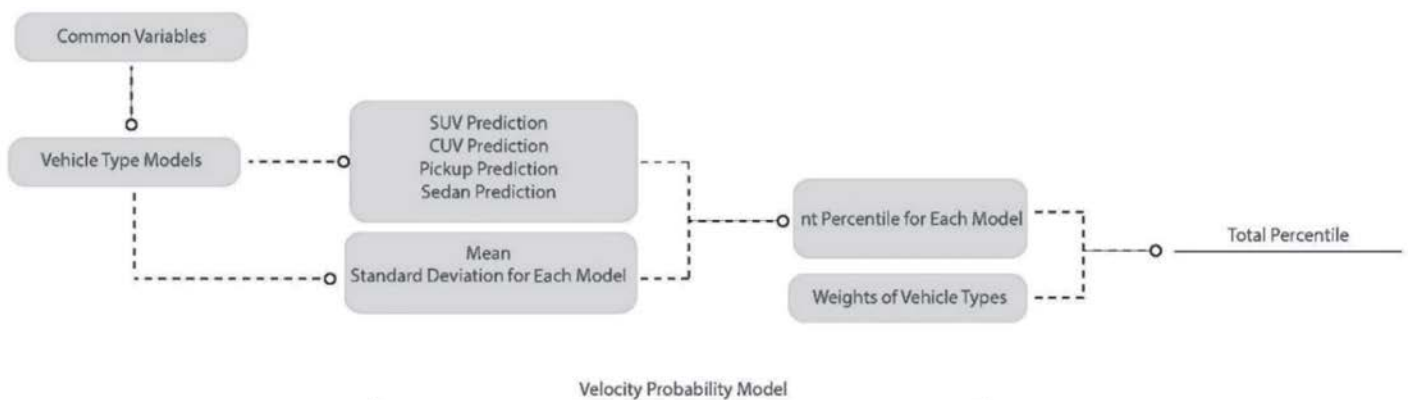 Common Variables
Vehicle Type Models
SUV Prediction
CUV Prediction
Pickup Prediction
Sedan Prediction
Mean
Standard Deviation for Each Model
nt Percentile for Each Model
Weights of Vehicle Types
Total Percentile
Velocity Probability Model